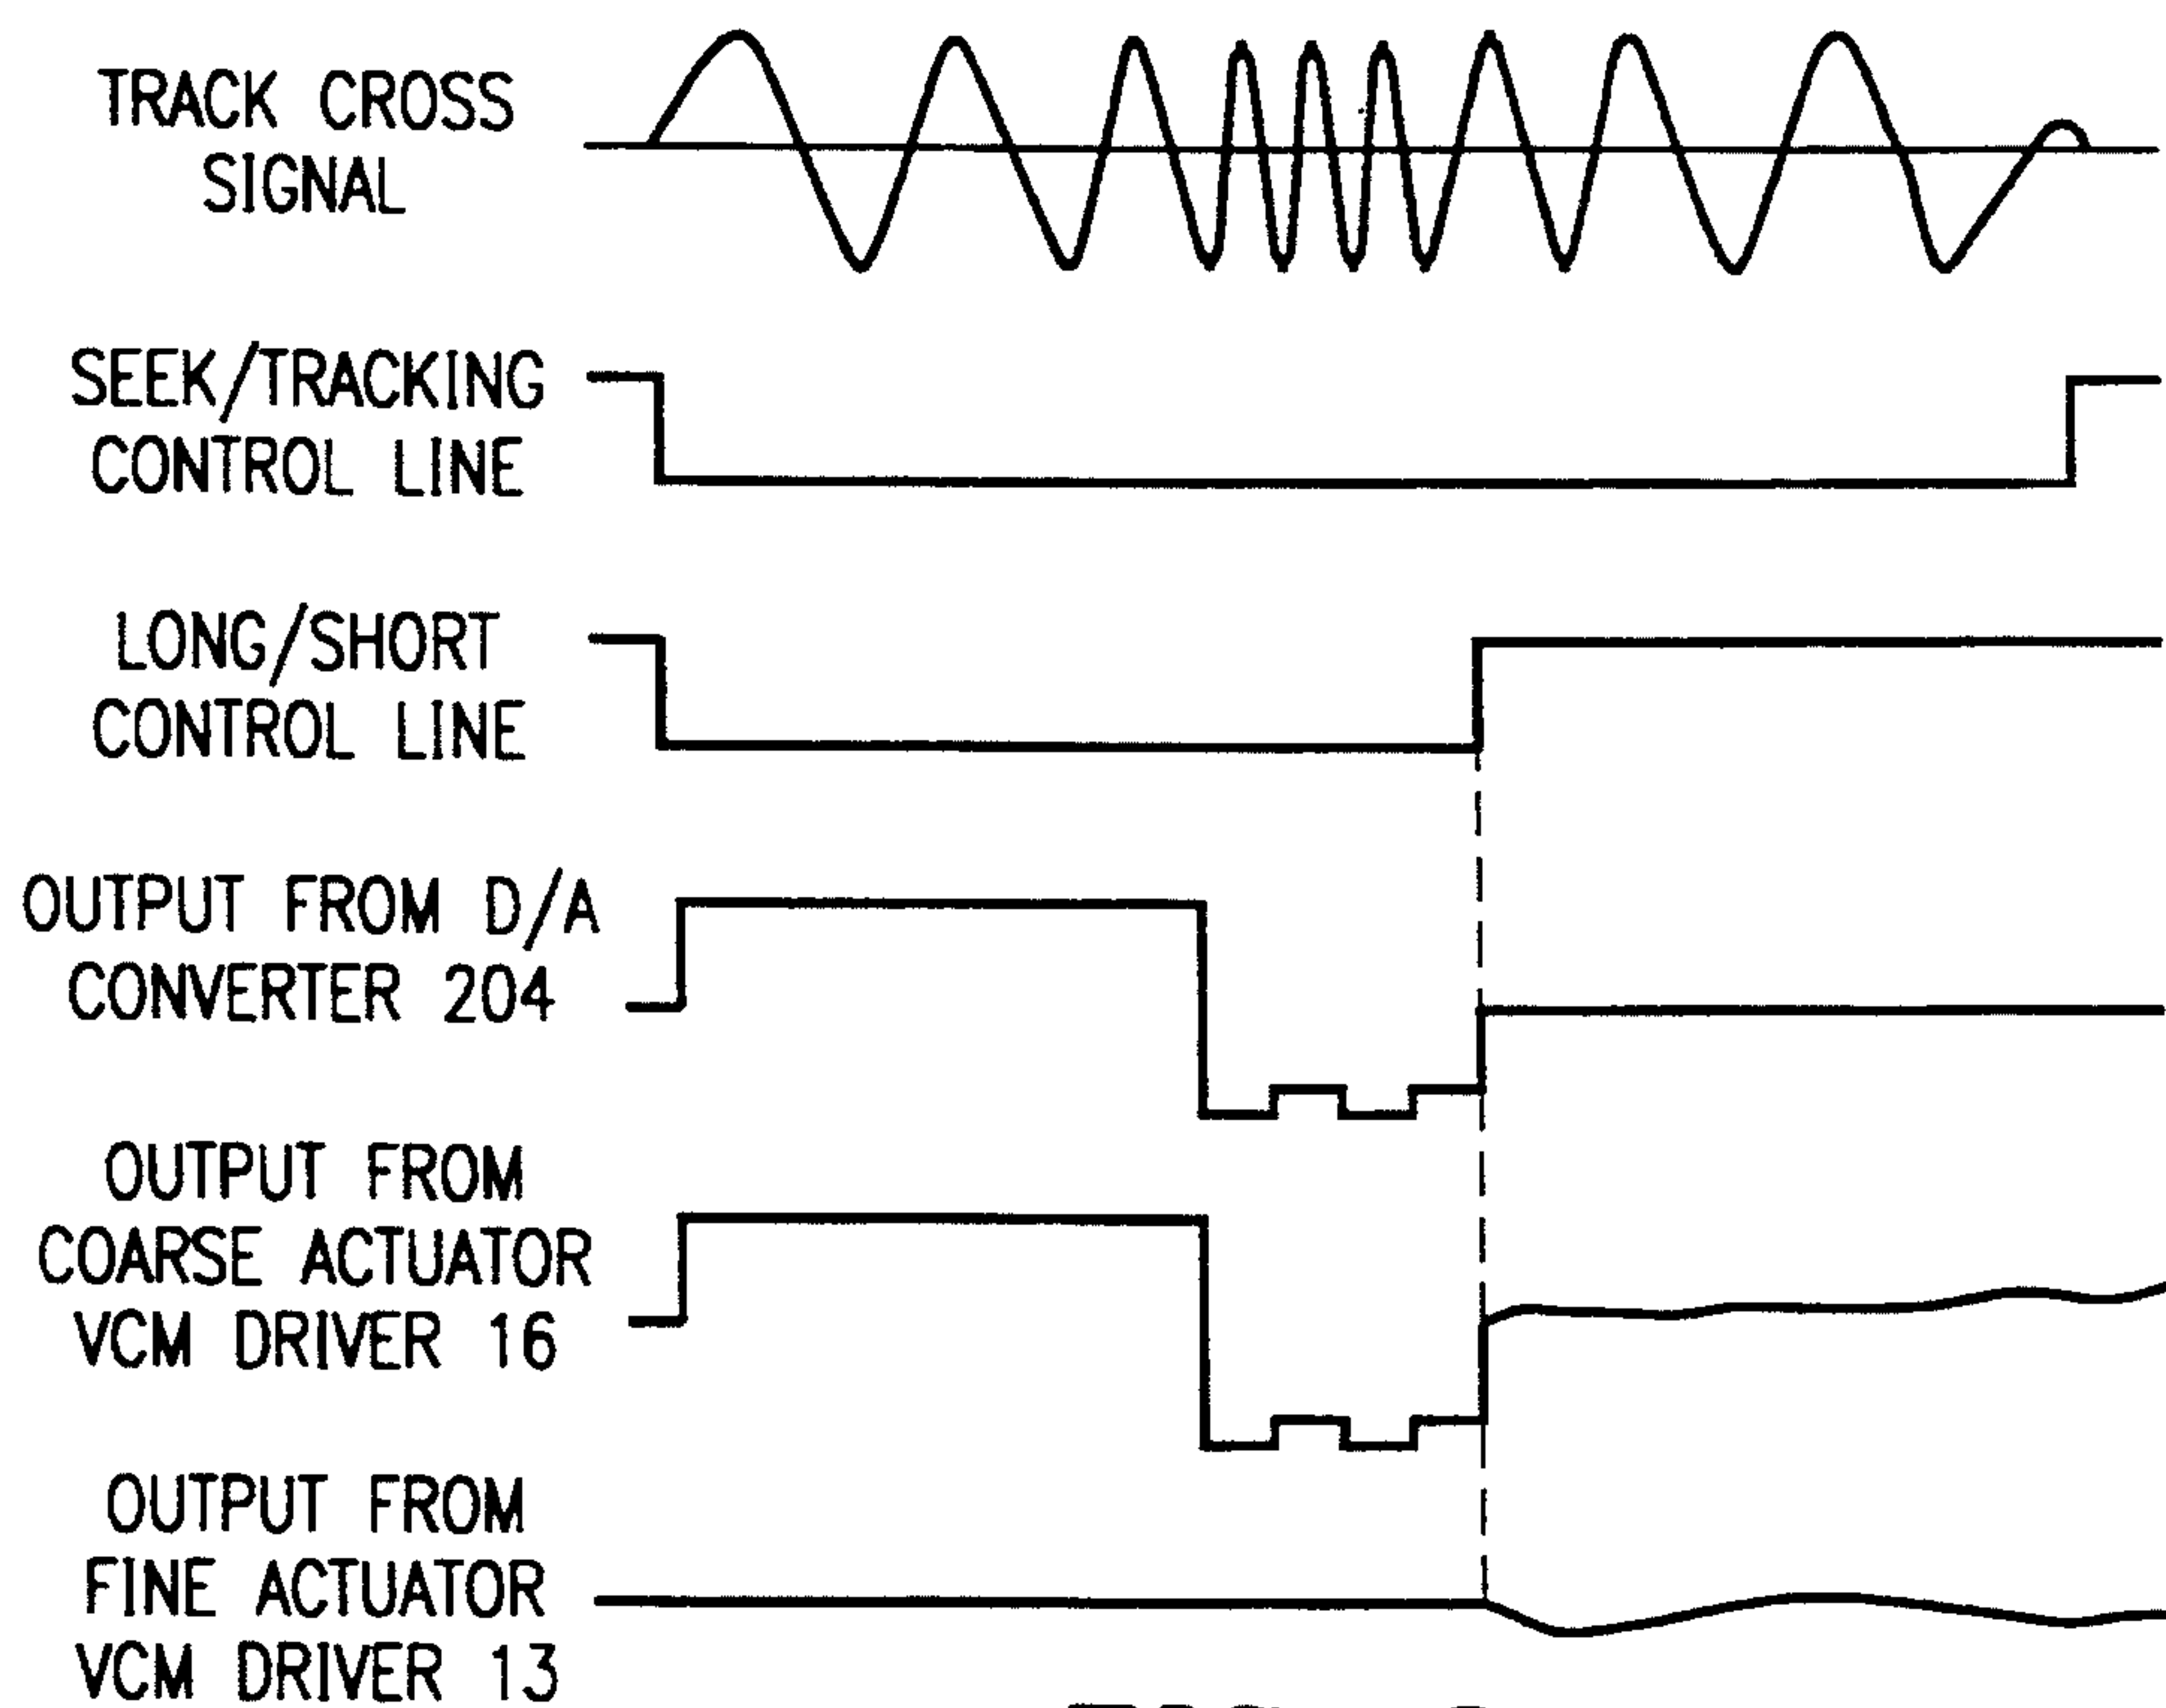 TRACK CROSS
SIGNAL
SEEK/TRACKING
CONTROL LINE
LONG/SHORT
CONTROL LINE
OUTPUT FROM D/A
CONVERTER 204
OUTPUT FROM
COARSE ACTUATOR
VCM DRIVER 16
OUTPUT FROM
FINE ACTUATOR
VCM DRIVER 13